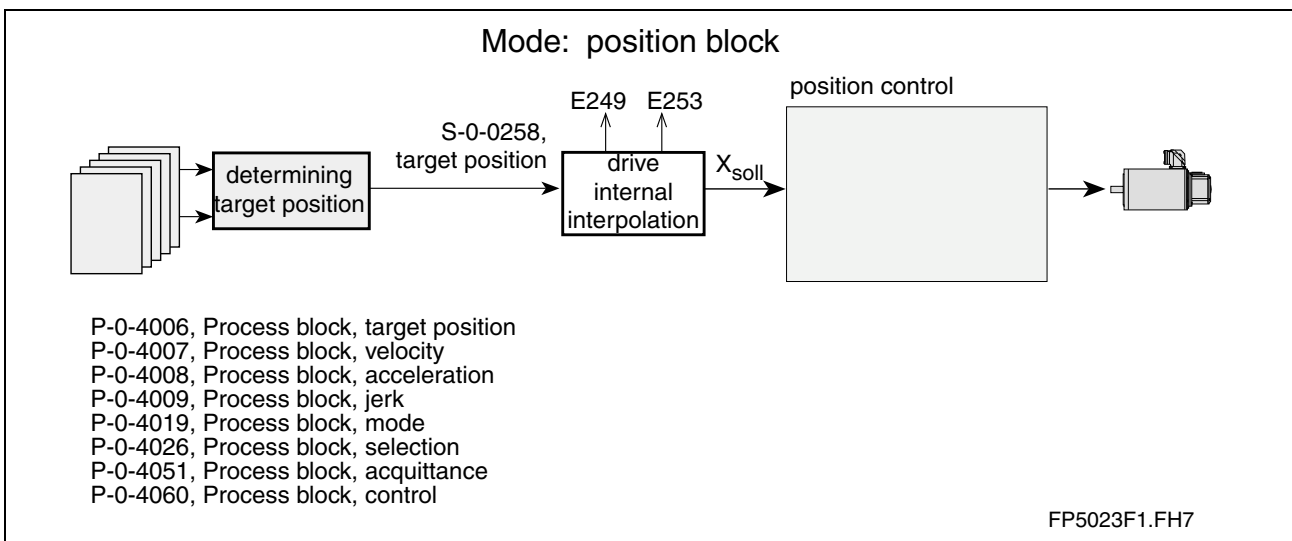 Mode: position block
position control
E249 E253
S-0-0258,
target position
determining
target position
drive
internal
interpolation
Xsoll
P-0-4006, Process block, target position
P-0-4007, Process block, velocity
P-0-4008, Process block, acceleration
P-0-4009, Process block, jerk
P-0-4019, Process block, mode
P-0-4026, Process block, selection
P-0-4051, Process block, acquittance
P-0-4060, Process block, control
FP5023F1.FH7